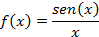 f(x) = sen(x)/x